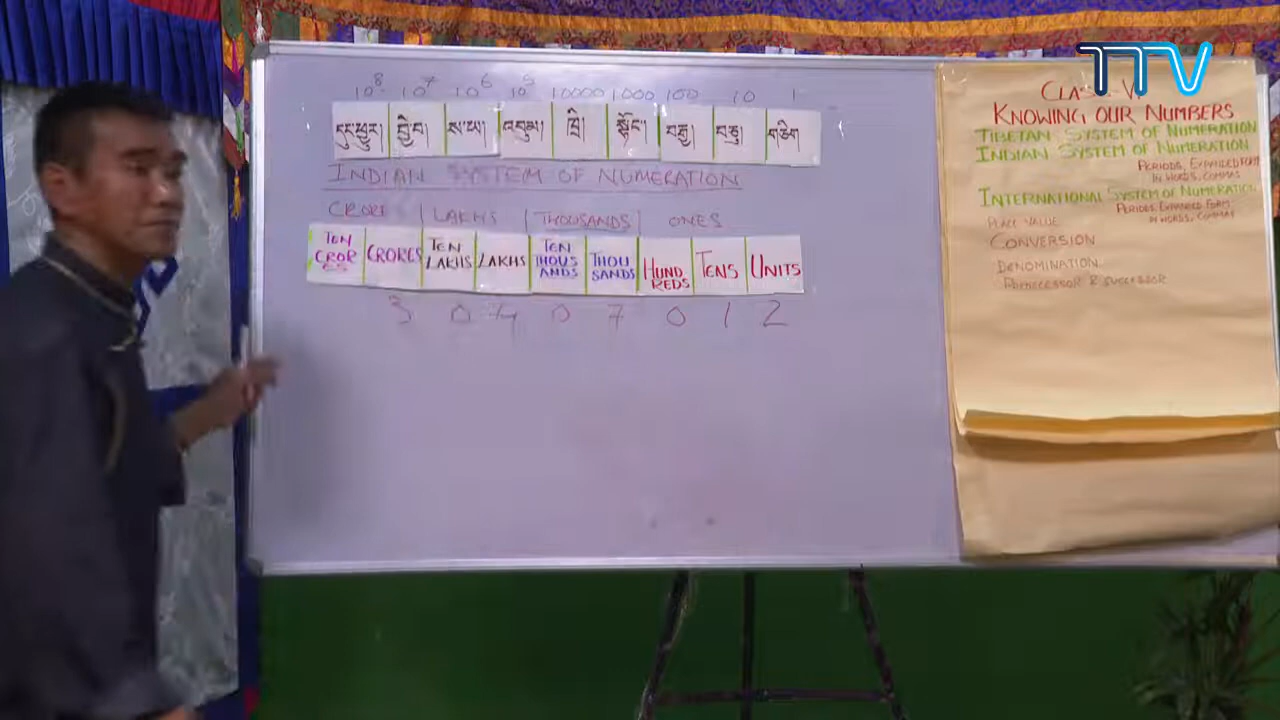 TTV
10⁸ 10⁷ 10⁶ 10⁵ 10000 1000 100 10 1
དུང་ཕྱུར། བྱེ་བ། ས་ཡ། འབུམ། ཁྲི། སྟོང་། བརྒྱ། བཅུ། གཅིག
INDIAN SYSTEM OF NUMERATION
CRORE LAKHS THOUSANDS ONES
TEN CRORES CRORES TEN LAKHS LAKHS TEN THOUSANDS THOUSANDS HUNDREDS TENS UNITS
3 0 4 0 7 0 1 2
CLASS VI
KNOWING OUR NUMBERS
TIBETAN SYSTEM OF NUMERATION
INDIAN SYSTEM OF NUMERATION
PERIODS, EXPANDED FORM
IN WORDS, COMMAS
INTERNATIONAL SYSTEM OF NUMERATION
PERIODS, EXPANDED FORM
IN WORDS, COMMAS
PLACE VALUE
CONVERSION
DENOMINATION
PREDECESSOR & SUCCESSOR